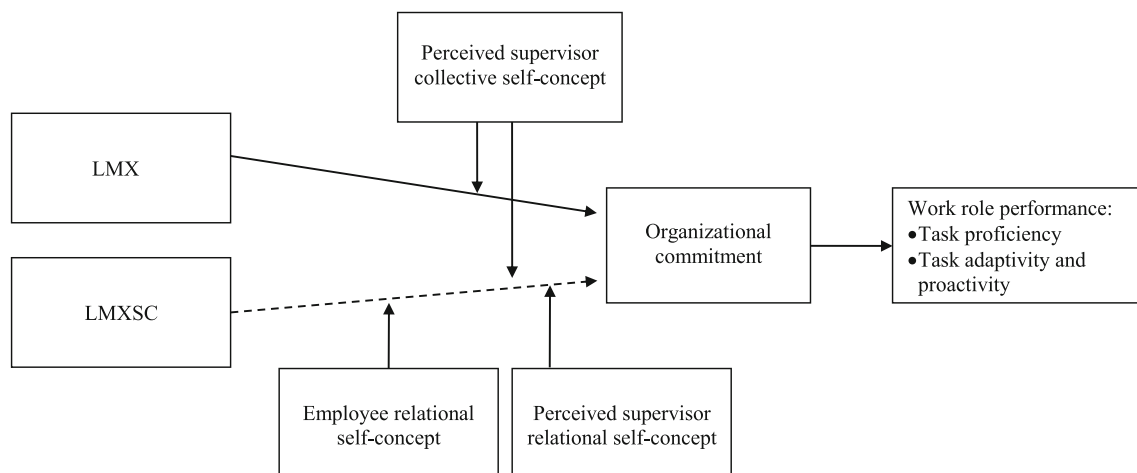 Perceived supervisor
collective self-concept
LMX
Organizational
commitment
Work role performance:
•Task proficiency
•Task adaptivity and
proactivity
LMXSC
Employee relational
self-concept
Perceived supervisor
relational self-concept